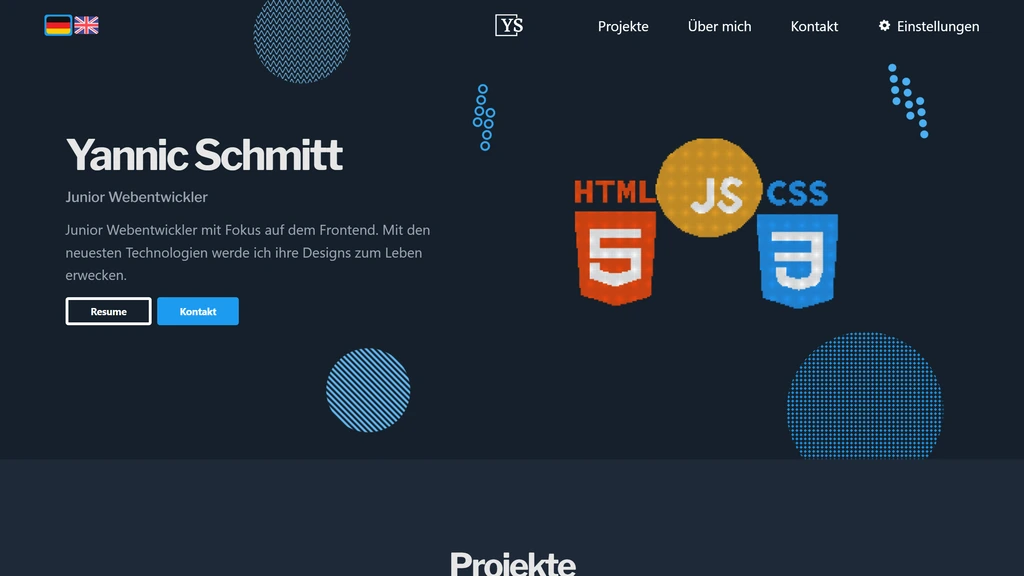 YS
Projekte
Über mich
Kontakt
Einstellungen
Yannic Schmitt
Junior Webentwickler
Junior Webentwickler mit Fokus auf dem Frontend. Mit den
neuesten Technologien werde ich ihre Designs zum Leben
erwecken.
Resume
Kontakt
HTML
JS
CSS
5
3
Projekte